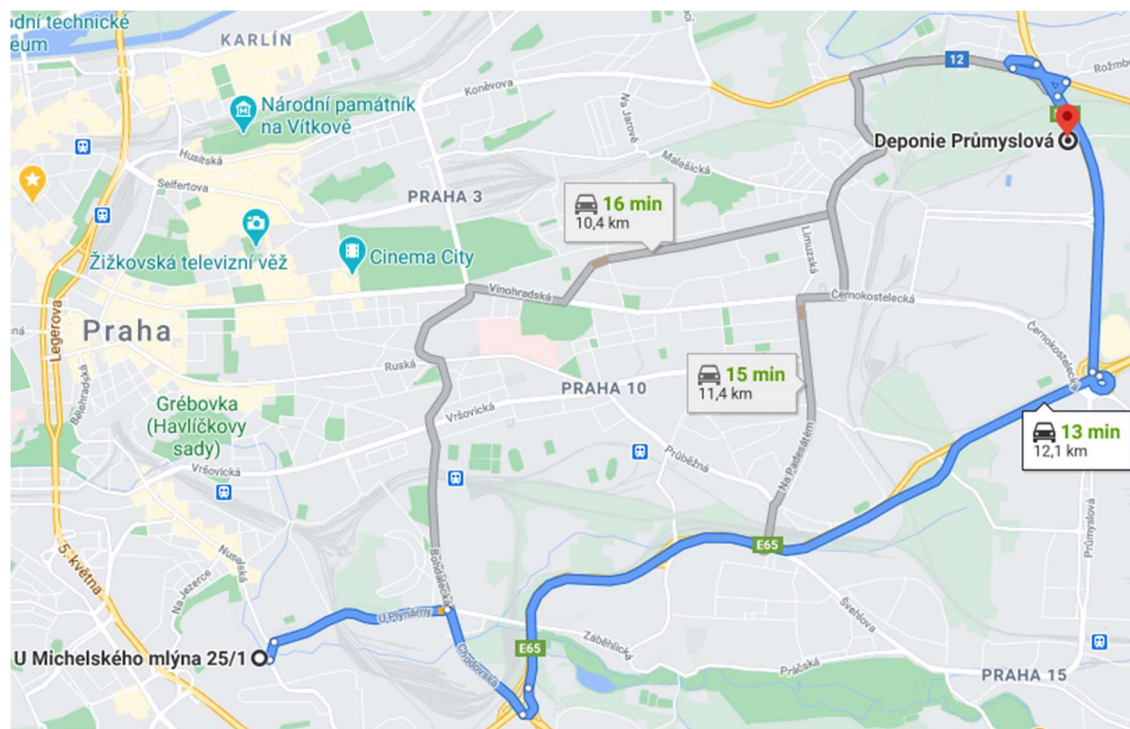 odní technické
eum
KARLÍN
12
Rožmb
Koněvova
Národní památník
na Vítkově
Na Jarově
Deponie Průmyslová
Husitská
Malešická
Seifertova
PRAHA 3
16 min
10,4 km
Limuzská
Žižkovská televizní věž
Cinema City
Vinohradská
Černokostelecká
Legerova
Praha
Černokostelecká
Ruská
15 min
11,4 km
PRAHA 10
Bělehradská
Grébovka
(Havlíčkovy
sady)
Vršovická
Na Padesátém
13 min
12,1 km
Vršovická
Průběžná
Průmyslová
E65
5. května
Nuselská
Bohdalecká
Na Jezerce
U Plynárny
Švehlova
Záběhlická
E65
Chodovská
U Michelského mlýna 25/1
Práčská
PRAHA 15